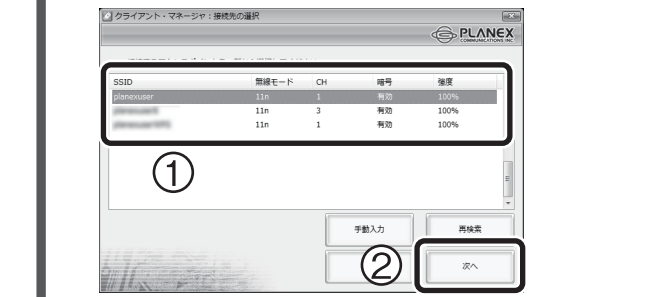 クライアント・マネージャ：接続先の選択
PLANEX
COMMUNICATIONS INC.
SSID 無線モード CH 暗号 強度
planexuser 11n 1 有効 100%
11n 3 有効 100%
11n 1 有効 100%
①
手動入力 再検索
② 次へ